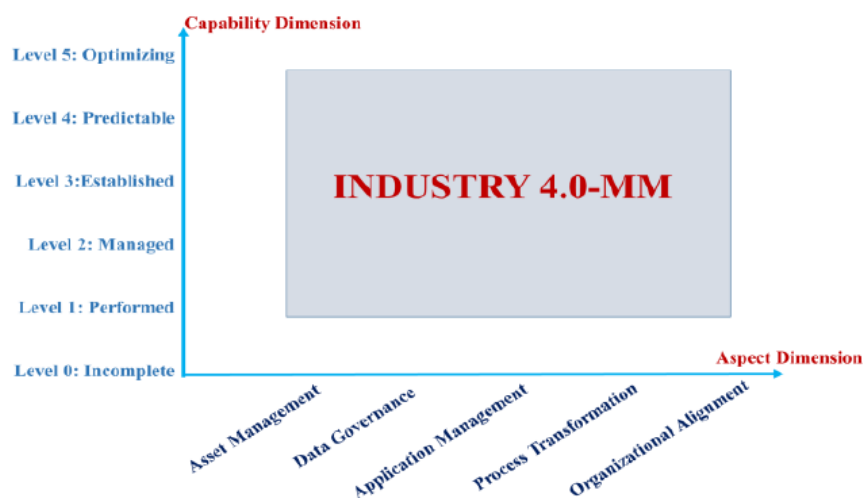 Capability Dimension
Level 5: Optimizing
Level 4: Predictable
Level 3:Established
Level 2: Managed
Level 1: Performed
Level 0: Incomplete
INDUSTRY 4.0-MM
Aspect Dimension
Asset Management
Data Governance
Application Management
Process Transformation
Organizational Alignment